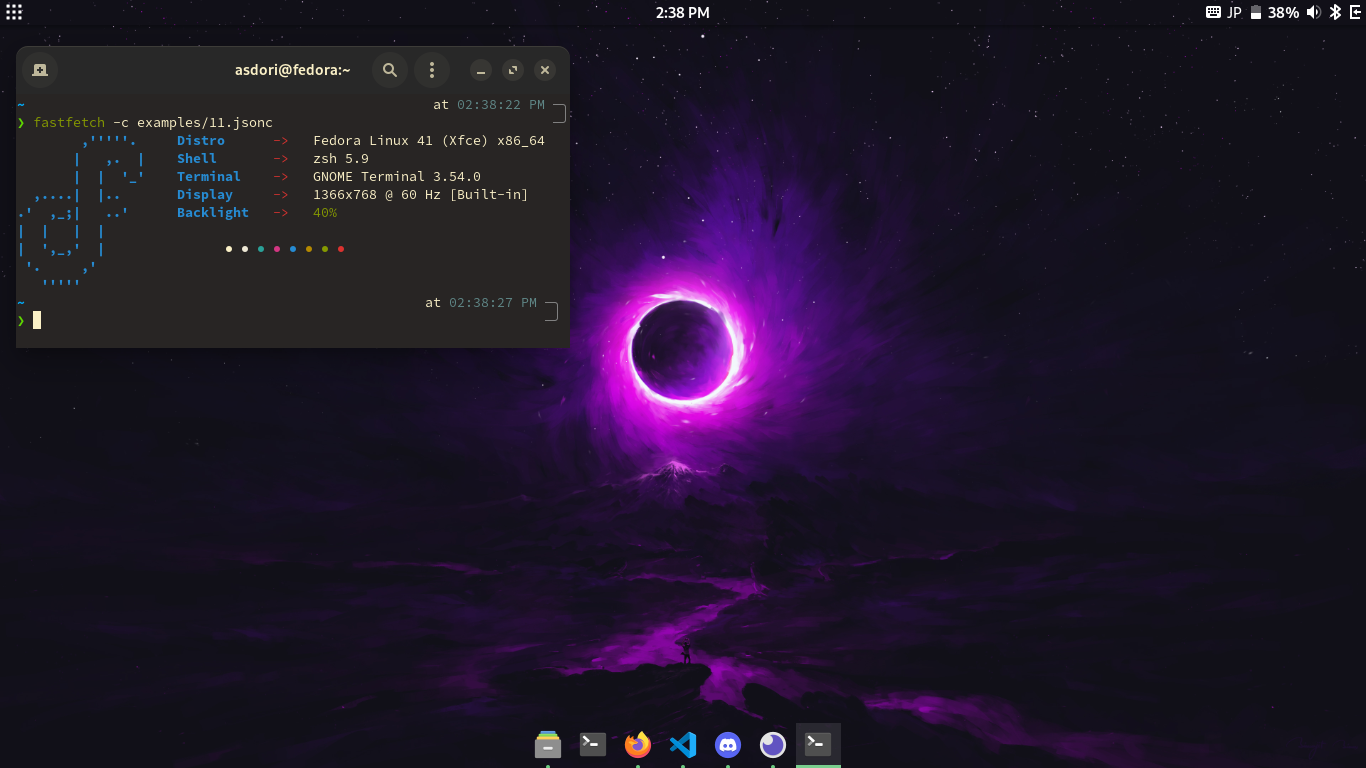 2:38 PM
JP 38%
asdori@fedora:~
~ at 02:38:22 PM
❯ fastfetch -c examples/11.jsonc
Distro -> Fedora Linux 41 (Xfce) x86_64
Shell -> zsh 5.9
Terminal -> GNOME Terminal 3.54.0
Display -> 1366x768 @ 60 Hz [Built-in]
Backlight -> 40%
~ at 02:38:27 PM
❯